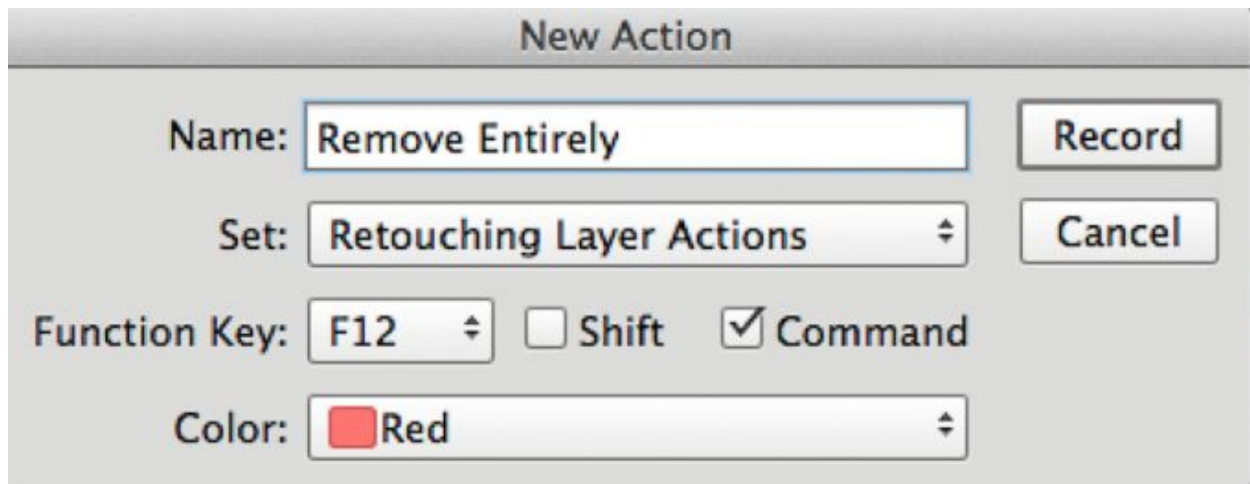 New Action
Name: Remove Entirely Record
Set: Retouching Layer Actions Cancel
Function Key: F12 Shift Command
Color: Red